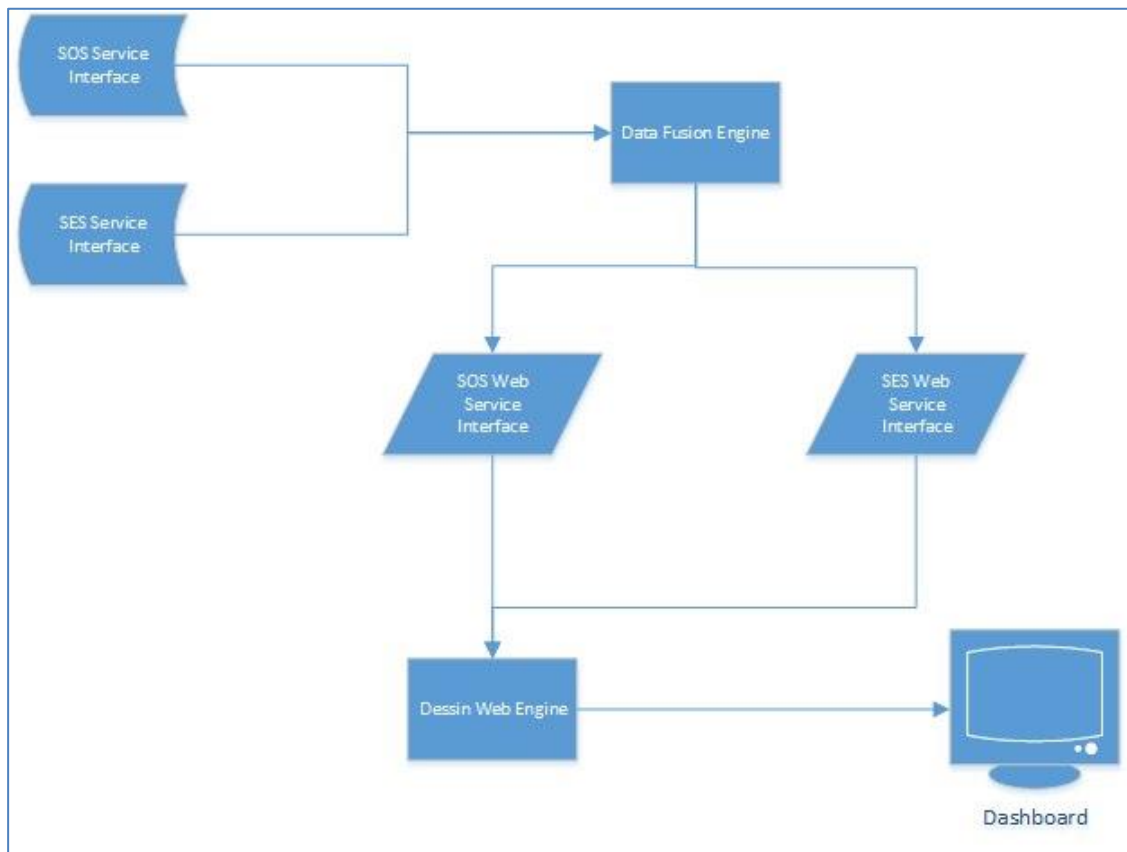 SOS Service
Interface
Data Fusion Engine
SES Service
Interface
SOS Web
Service
Interface
SES Web
Service
Interface
Dessin Web Engine
Dashboard